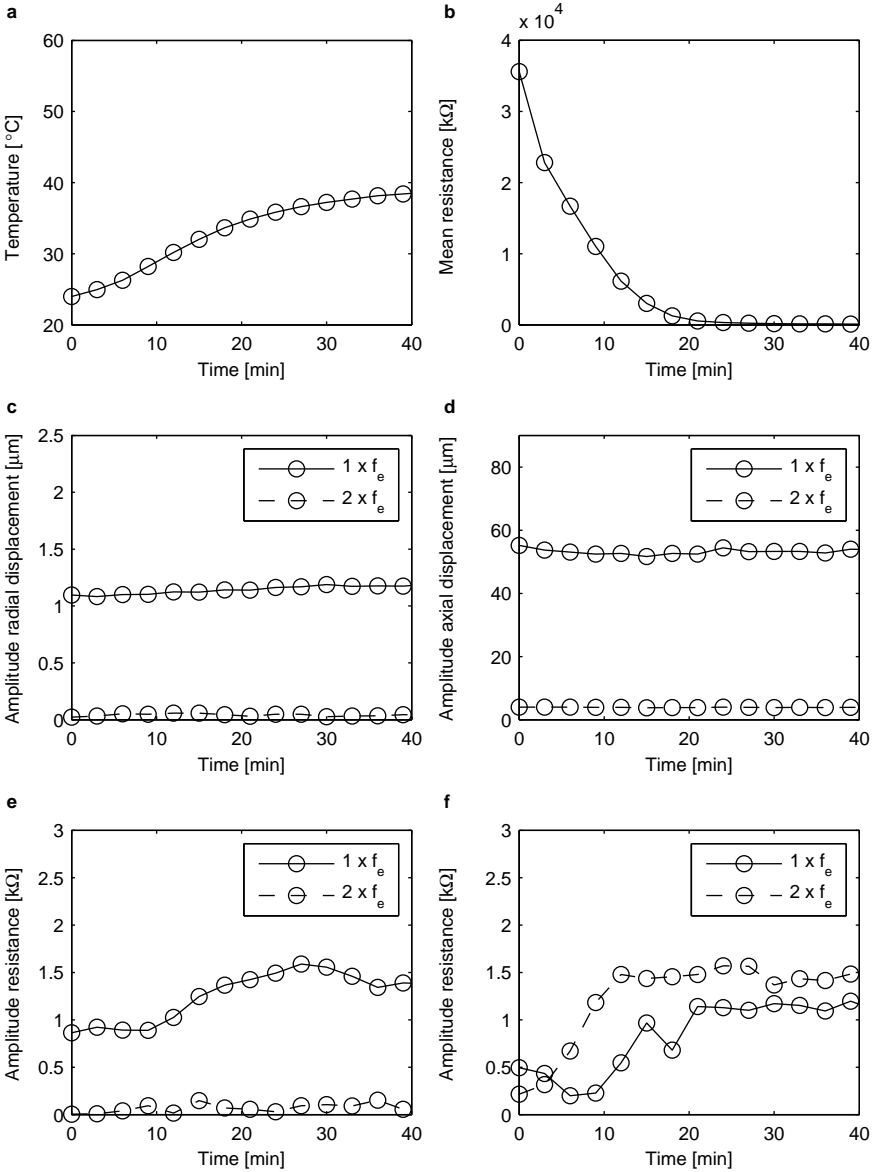 a
60
50
40
30
20
0 10 20 30 40
Time [min]
Temperature [ °C]
b
x 10^4
4
3
2
1
0
0 10 20 30 40
Time [min]
Mean resistance [kΩ]
c
2.5
2
1.5
1
0.5
0
0 10 20 30 40
Time [min]
Amplitude radial displacement [μm]
1 x f_e
2 x f_e
d
80
60
40
20
0
0 10 20 30 40
Time [min]
Amplitude axial displacement [μm]
1 x f_e
2 x f_e
e
3
2.5
2
1.5
1
0.5
0
0 10 20 30 40
Time [min]
Amplitude resistance [kΩ]
1 x f_e
2 x f_e
f
3
2.5
2
1.5
1
0.5
0
0 10 20 30 40
Time [min]
Amplitude resistance [kΩ]
1 x f_e
2 x f_e